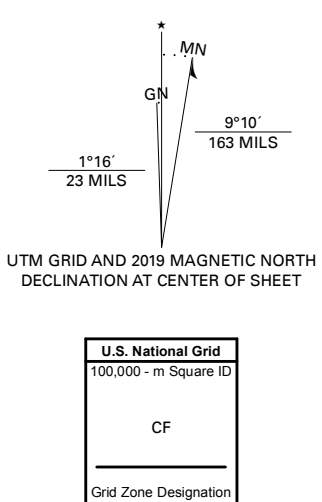 ★
MN
GN
9°10´
163 MILS
1°16´
23 MILS
UTM GRID AND 2019 MAGNETIC NORTH
DECLINATION AT CENTER OF SHEET
U.S. National Grid
100,000 - m Square ID
CF
Grid Zone Designation